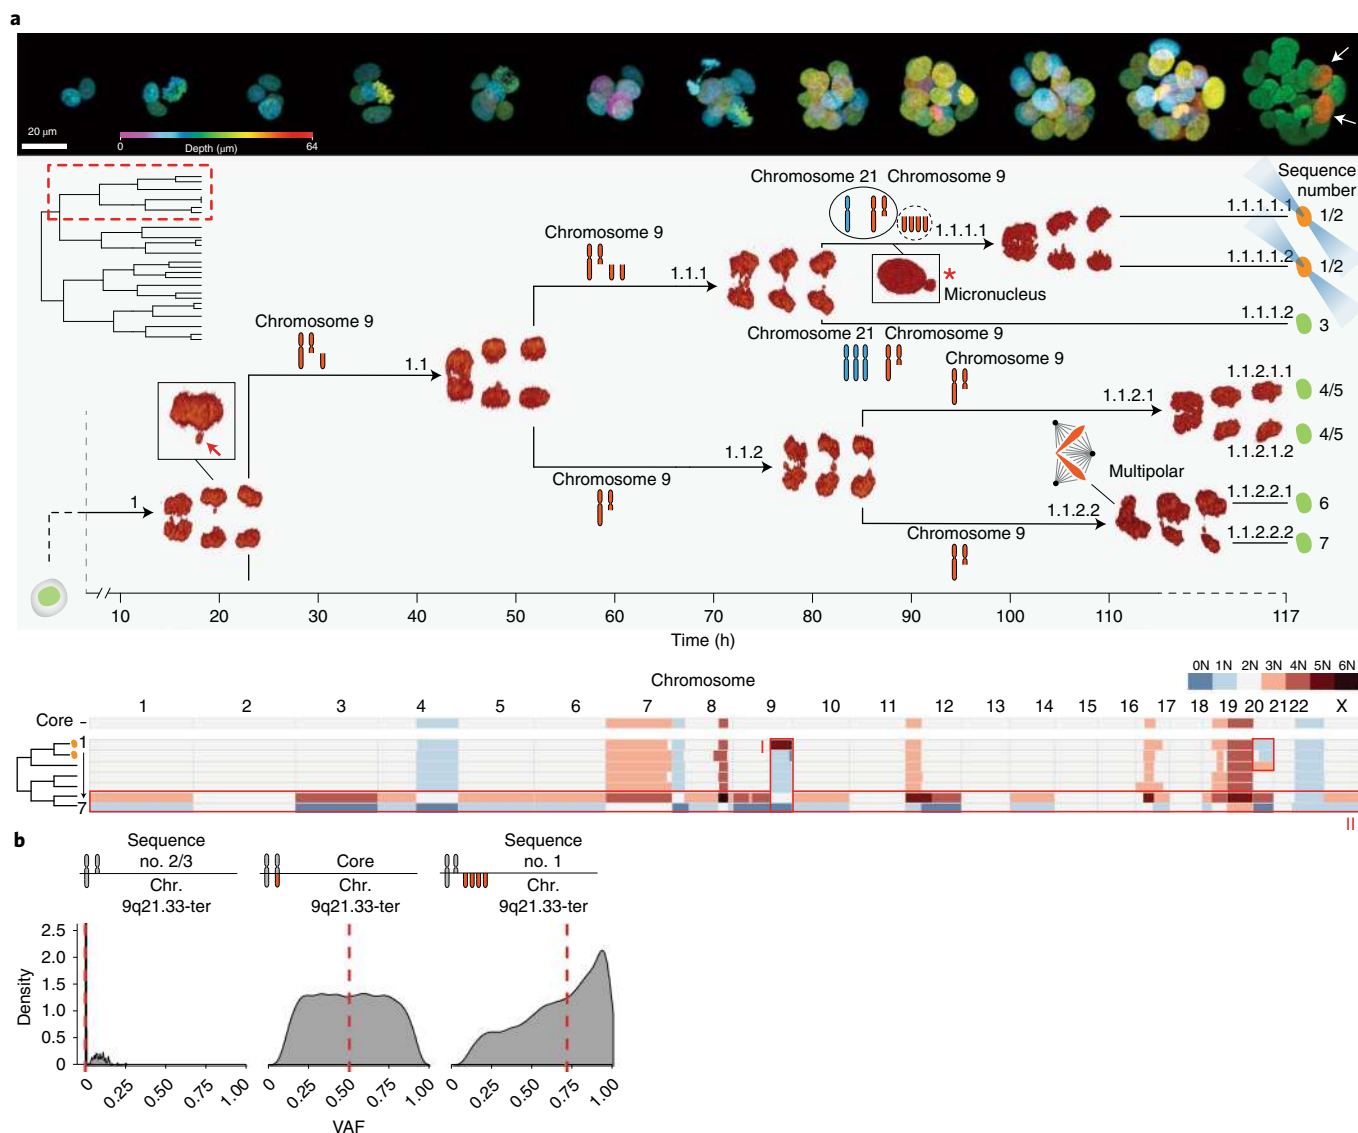 a
20 µm
0
Depth (µm)
64
Chromosome 21 Chromosome 9
Sequence
number
1.1.1.1.1
1/2
1.1.1.1
Chromosome 9
1.1.1.1.2
1/2
1.1.1
*
Micronucleus
Chromosome 9
1.1.1.2
3
Chromosome 21 Chromosome 9
1.1
Chromosome 9
1.1.2.1.1
4/5
1.1.2.1
4/5
1.1.2
1.1.2.1.2
Chromosome 9
Multipolar
1.1.2.2.1
6
1
1.1.2.2
Chromosome 9
1.1.2.2.2
7
10 20 30 40 50 60 70 80 90 100 110 117
Time (h)
0N 1N 2N 3N 4N 5N 6N
Chromosome
1 2 3 4 5 6 7 8 9 10 11 12 13 14 15 16 17 18 19 20 21 22 X
Core
1
I
7
II
b
Sequence
no. 2/3
Chr.
9q21.33-ter
Core
Chr.
9q21.33-ter
Sequence
no. 1
Chr.
9q21.33-ter
2.5
2.0
1.5
1.0
0.5
0
Density
0 0.25 0.50 0.75 1.00
0 0.25 0.50 0.75 1.00
0 0.25 0.50 0.75 1.00
VAF